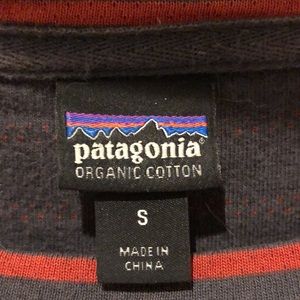 patagonia®
ORGANIC COTTON
S
MADE IN
CHINA